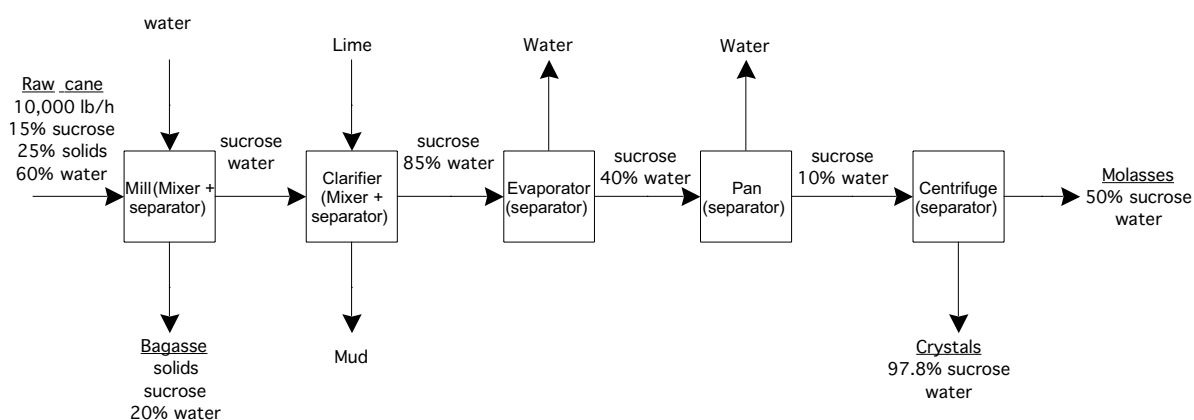 water
Raw cane
10,000 lb/h
15% sucrose
25% solids
60% water
Mill(Mixer +
separator)
Bagasse
solids
sucrose
20% water
sucrose
water
Lime
Clarifier
(Mixer +
separator)
Mud
sucrose
85% water
Water
Evaporator
(separator)
sucrose
40% water
Water
Pan
(separator)
sucrose
10% water
Centrifuge
(separator)
Crystals
97.8% sucrose
water
Molasses
50% sucrose
water